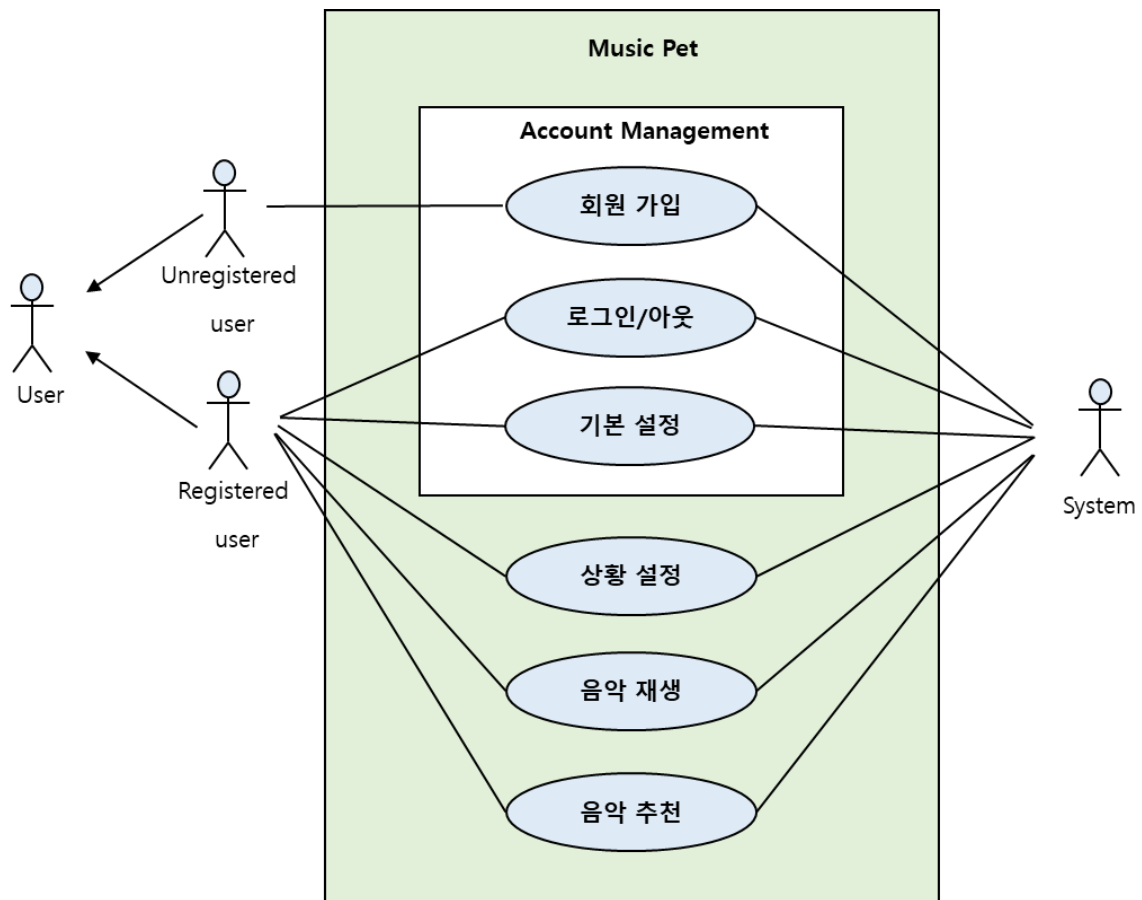 Music Pet
Account Management
회원 가입
Unregistered
user
로그인/아웃
User
기본 설정
Registered
user
System
상황 설정
음악 재생
음악 추천